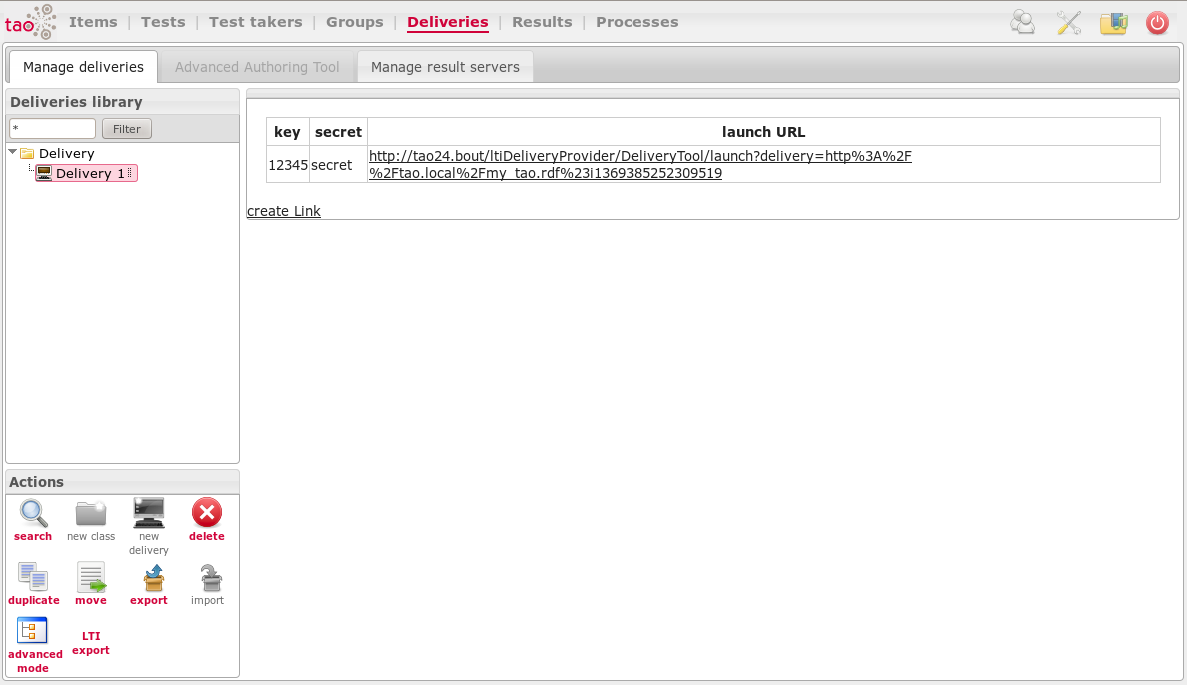 tao Items | Tests | Test takers | Groups | Deliveries | Results | Processes
Manage deliveries Advanced Authoring Tool Manage result servers
Deliveries library
* Filter
Delivery
Delivery 1
key secret launch URL
12345 secret http://tao24.bout/ltiDeliveryProvider/DeliveryTool/launch?delivery=http%3A%2F
%2Ftao.local%2Fmy_tao.rdf%23i1369385252309519
create Link
Actions
search new class new delete
delivery
duplicate move export import
advanced LTI
mode export